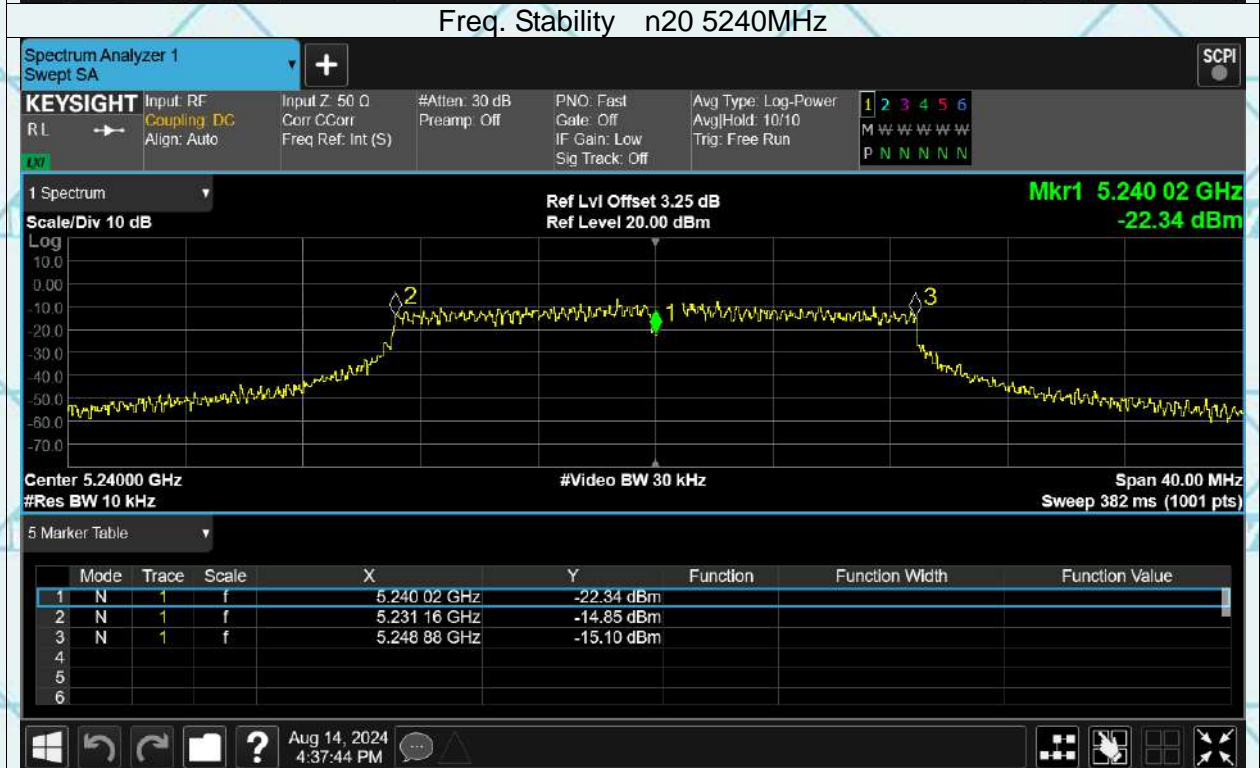 Freq. Stability n20 5240MHz
Spectrum Analyzer 1
Swept SA
+
SCPI
KEYSIGHT
RL
LXI
Input: RF
Coupling: DC
Align: Auto
Input Z: 50 Ω
Corr CCorr
Freq Ref: Int (S)
#Atten: 30 dB
Preamp: Off
PNO: Fast
Gate: Off
IF Gain: Low
Sig Track: Off
Avg Type: Log-Power
Avg|Hold: 10/10
Trig: Free Run
1 2 3 4 5 6
M W W W W W
P N N N N N
1 Spectrum
Scale/Div 10 dB
Ref Lvl Offset 3.25 dB
Ref Level 20.00 dBm
Mkr1 5.240 02 GHz
-22.34 dBm
Log
10.0
0.00
-10.0
-20.0
-30.0
-40.0
-50.0
-60.0
-70.0
2
1
3
Center 5.24000 GHz
#Res BW 10 kHz
#Video BW 30 kHz
Span 40.00 MHz
Sweep 382 ms (1001 pts)
5 Marker Table
Mode Trace Scale X Y Function Function Width Function Value
1 N 1 f 5.240 02 GHz -22.34 dBm
2 N 1 f 5.231 16 GHz -14.85 dBm
3 N 1 f 5.248 88 GHz -15.10 dBm
4
5
6
?
Aug 14, 2024
4:37:44 PM